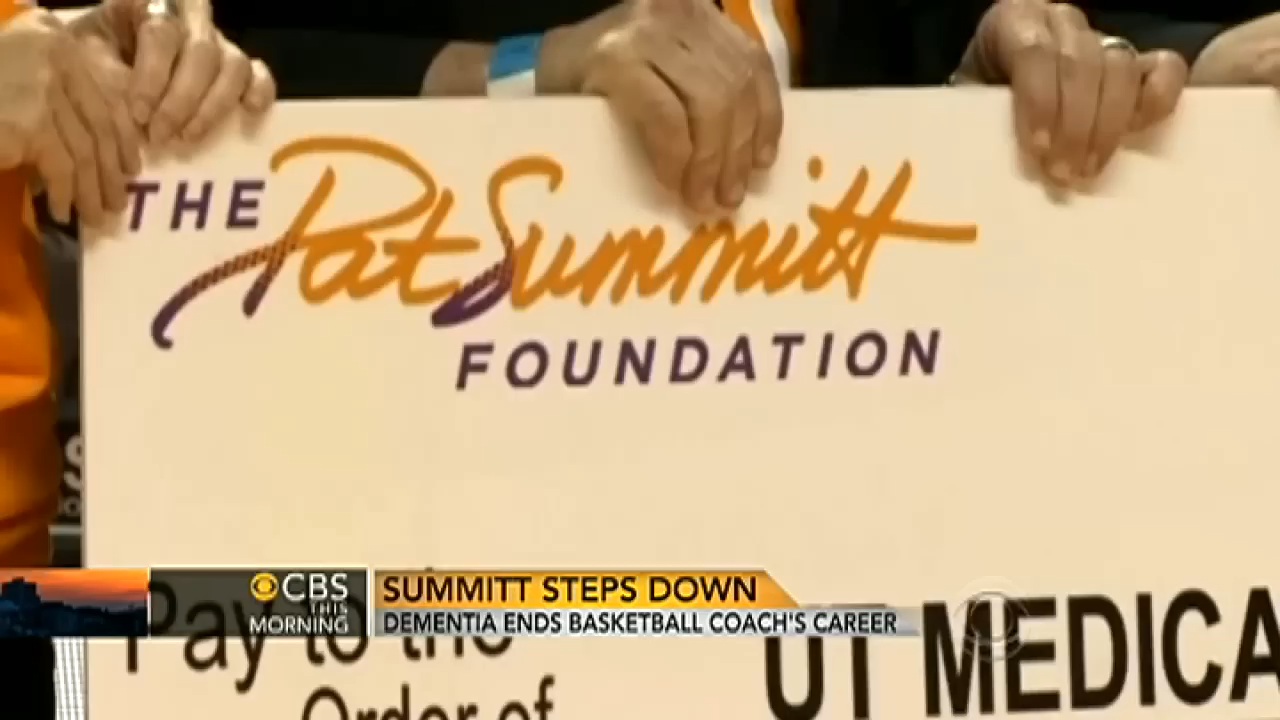 THE Pat Summitt
FOUNDATION
CBS
THIS
MORNING
SUMMITT STEPS DOWN
DEMENTIA ENDS BASKETBALL COACH'S CAREER
Pay to the
Order of
UT MEDICA